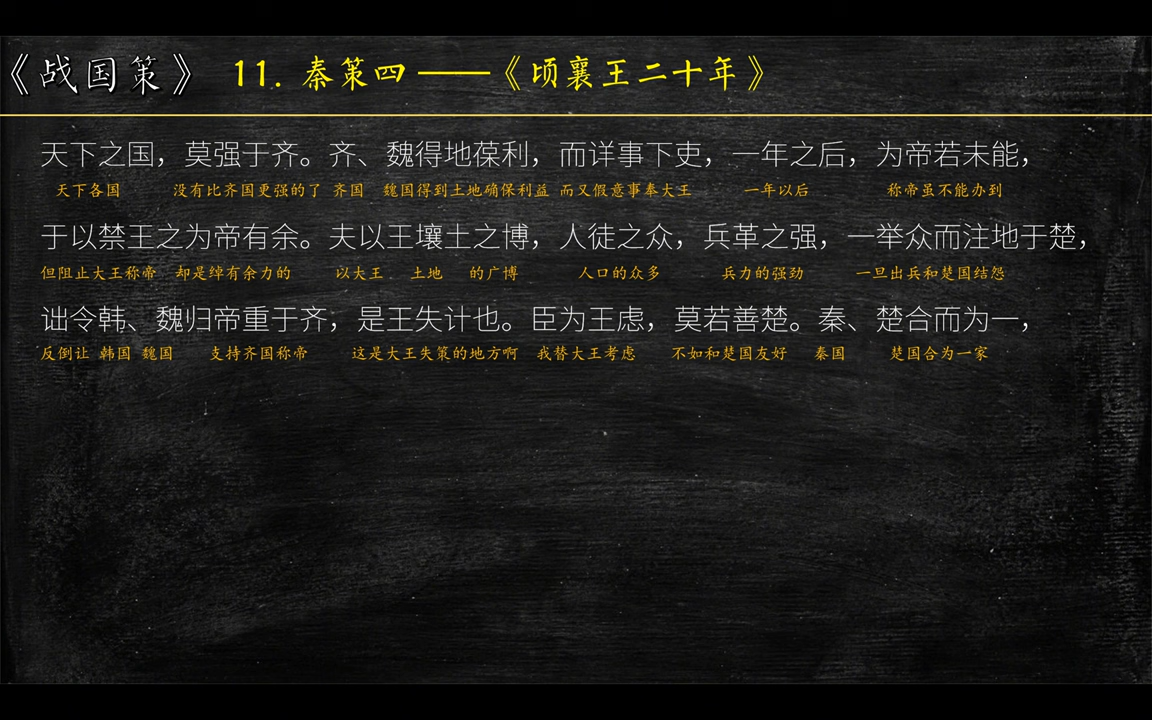 《战国策》 11. 秦策四 ——《顷襄王二十年》
天下之国，莫强于齐。齐、魏得地葆利，而详事下吏，一年之后，为帝若未能，
天下各国 没有比齐国更强的了 齐国 魏国得到土地确保利益 而又假意事奉大王 一年以后 称帝虽不能办到
于以禁王之为帝有余。夫以王壤土之博，人徒之众，兵革之强，一举众而注地于楚，
但阻止大王称帝 却是绰有余力的 以大王 土地 的广博 人口的众多 兵力的强劲 一旦出兵和楚国结怨
诎令韩、魏归帝重于齐，是王失计也。臣为王虑，莫若善楚。秦、楚合而为一，
反倒让 韩国 魏国 支持齐国称帝 这是大王失策的地方啊 我替大王考虑 不如和楚国友好 秦国 楚国合为一家